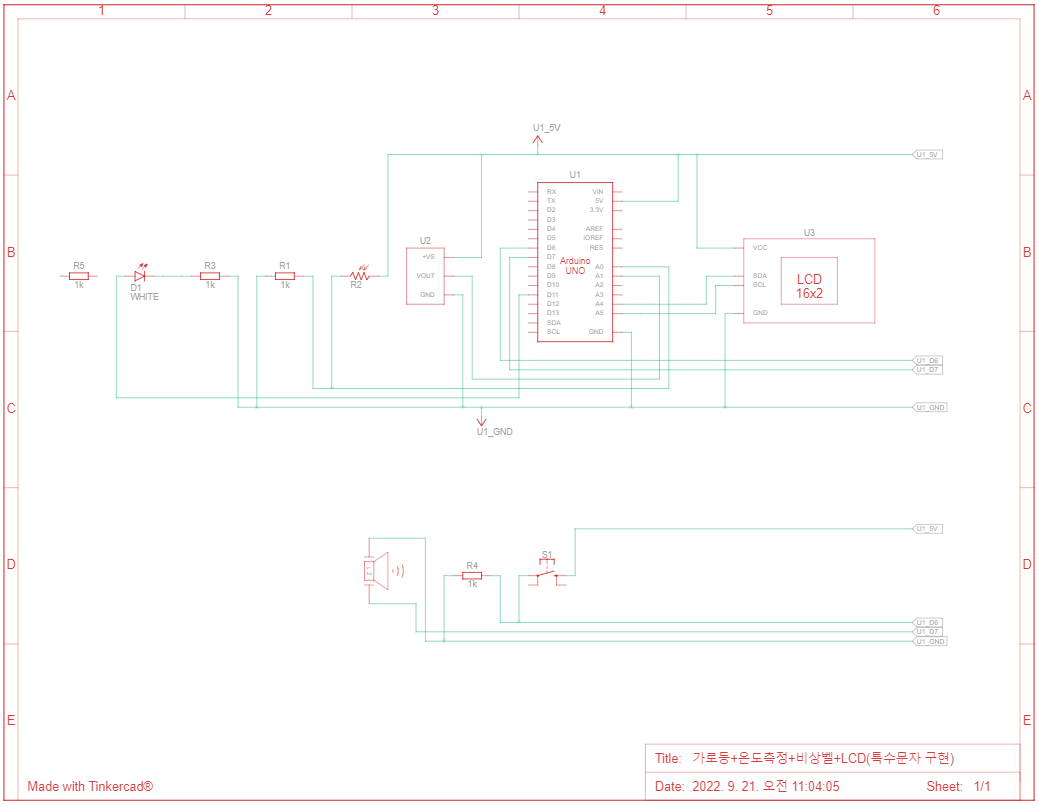 1 2 3 4 5 6
A A
U1_5V
U1_5V
U1
RX VIN
TX 5V
D2 3.3V
D3
D4 AREF
D5 IOREF
D6 RES
D7
D8 A0
D9 A1
D10 A2
D11 A3
D12 A4
D13 A5
SDA
SCL GND
Arduino
UNO
U3
VCC
SDA
SCL
GND
LCD
16x2
U2
+VS
VOUT
GND
B B
R5
1k
D1
WHITE
R3
1k
R1
1k
R2
U1_D6
U1_D7
C C
U1_GND
U1_GND
U1_5V
S1
D D
R4
1k
U1_D6
U1_D7
U1_GND
E E
Title: 가로등+온도측정+비상벨+LCD(특수문자 구현)
Made with Tinkercad®
Date: 2022. 9. 21. 오전 11:04:05 Sheet: 1/1